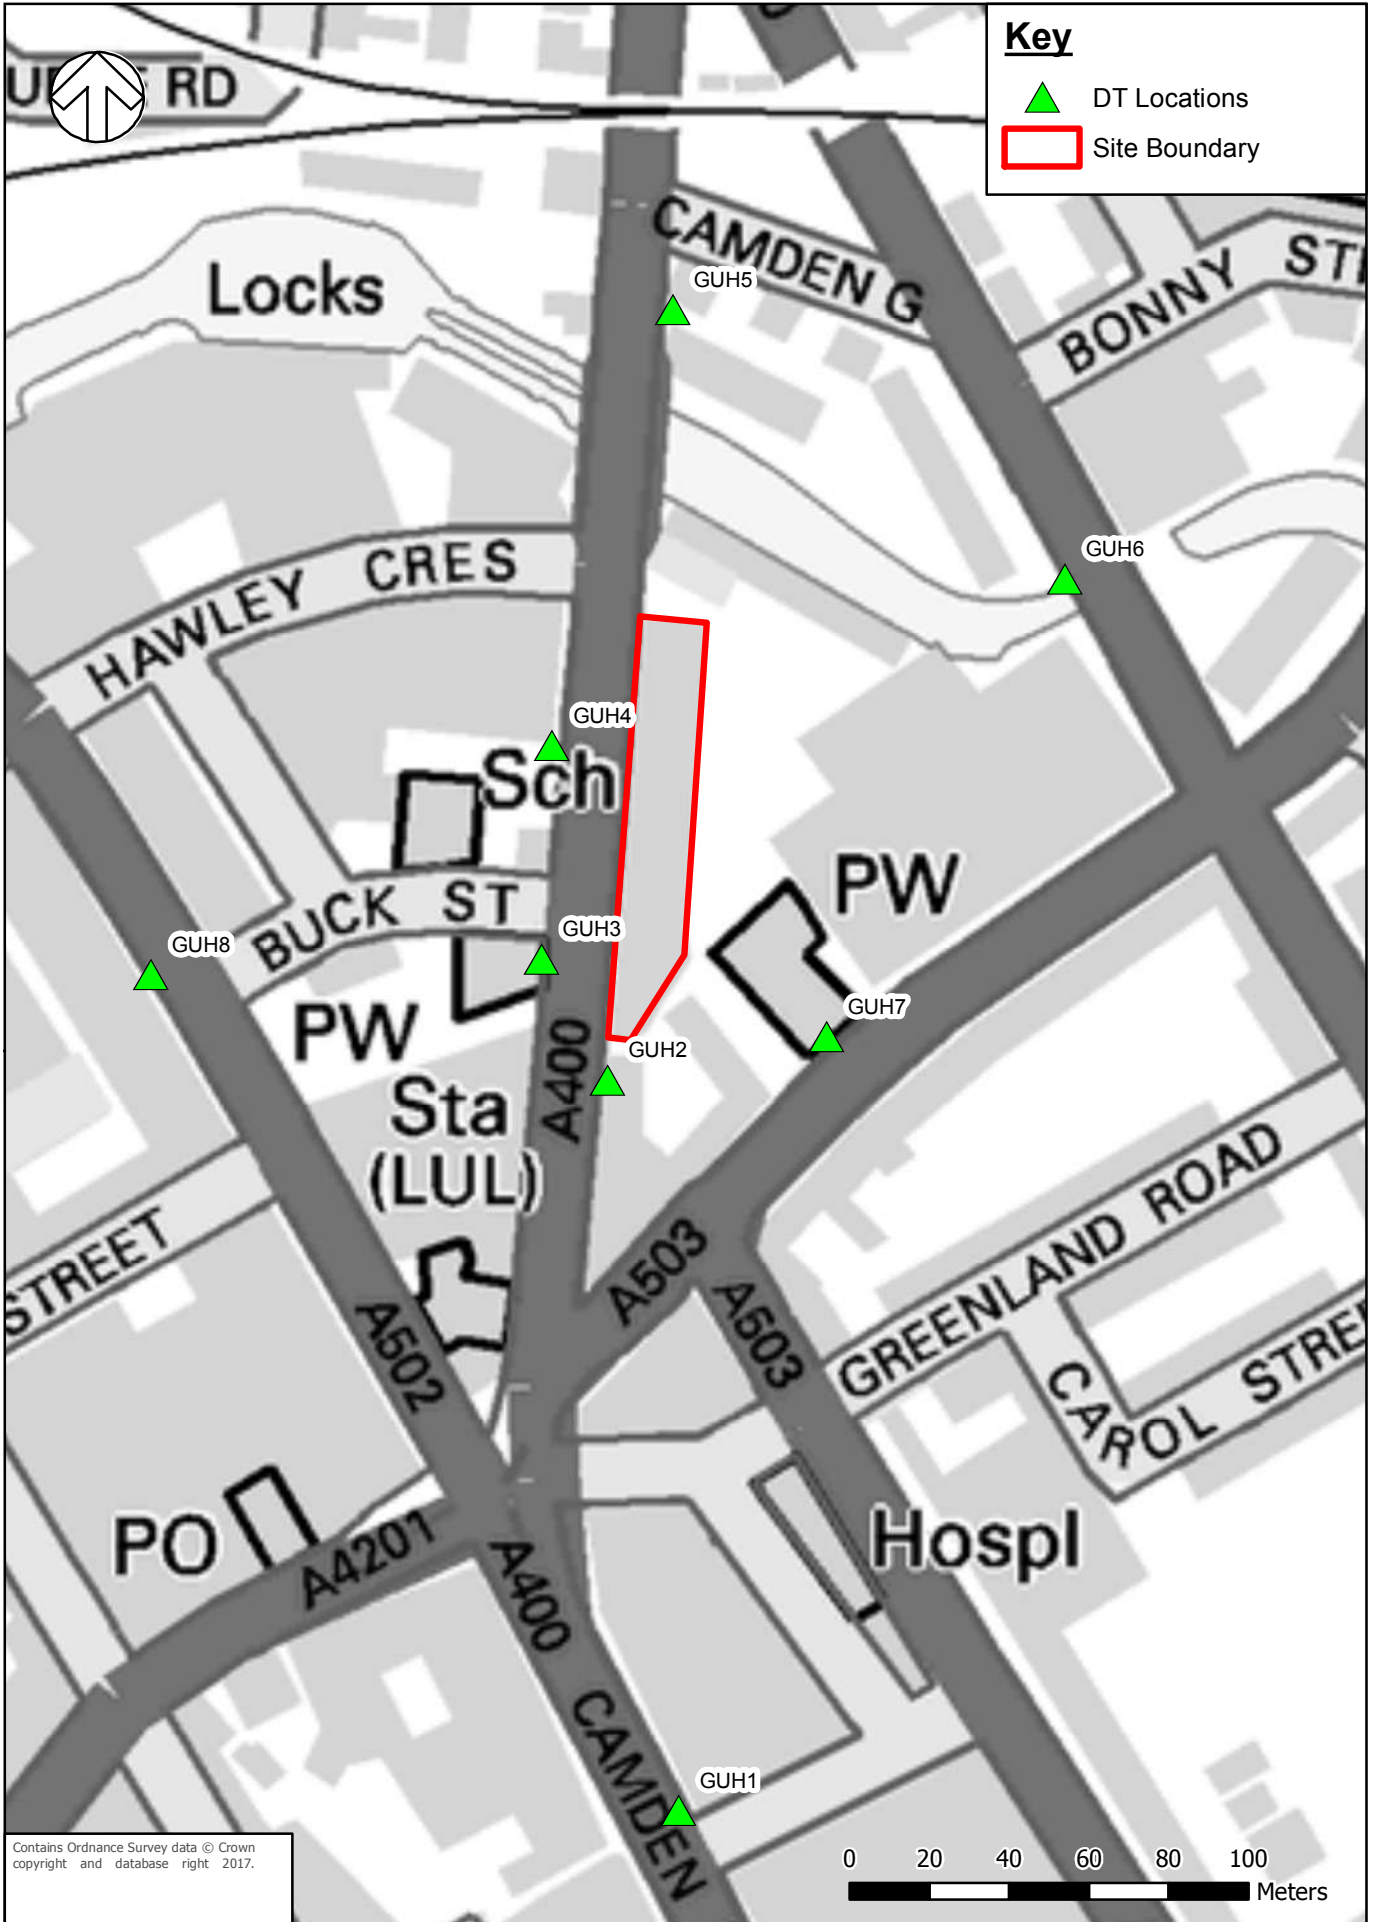 Key
DT Locations
Site Boundary
RD
CAMDEN G
BONNY
Locks
GUH5
HAWLEY CRES
GUH6
GUH4
Sch
PW
BUCK ST
GUH3
GUH8
PW
GUH7
GUH2
A400
Sta
(LUL)
STREET
A503
A503
A502
GREENLAND ROAD
CAROL
PO
A4201
Hospl
A400
CAMDEN
GUH1
Contains Ordnance Survey data © Crown
copyright and database right 2017.
0 20 40 60 80 100
Meters